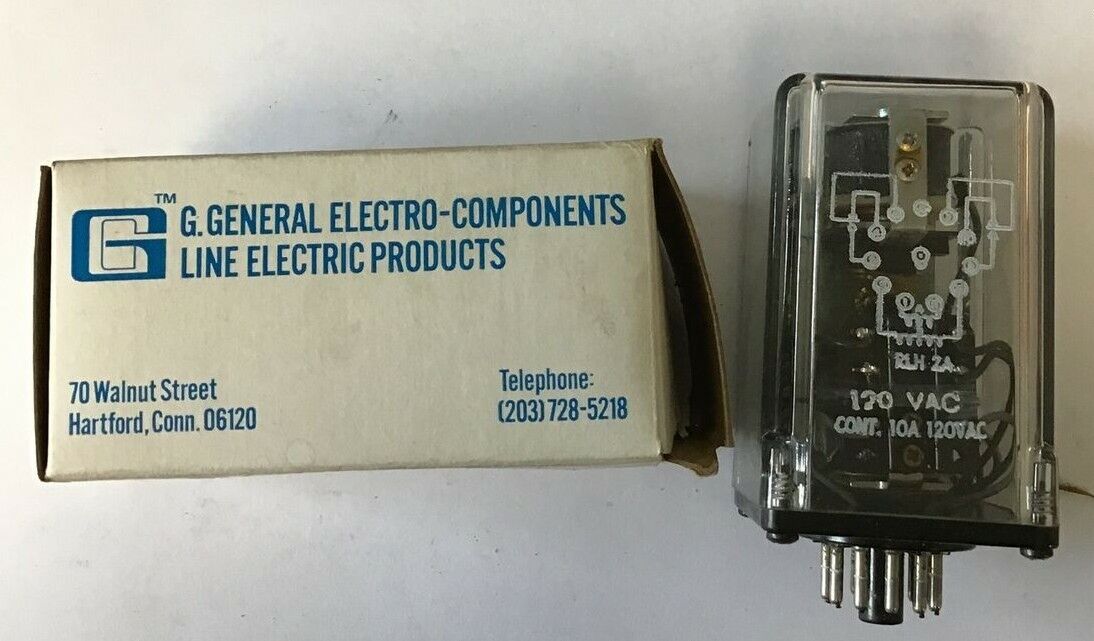 G™
G. GENERAL ELECTRO-COMPONENTS
LINE ELECTRIC PRODUCTS
70 Walnut Street
Hartford, Conn. 06120
Telephone:
(203) 728-5218
RLH 2A
120 VAC
CONT. 10A 120VAC